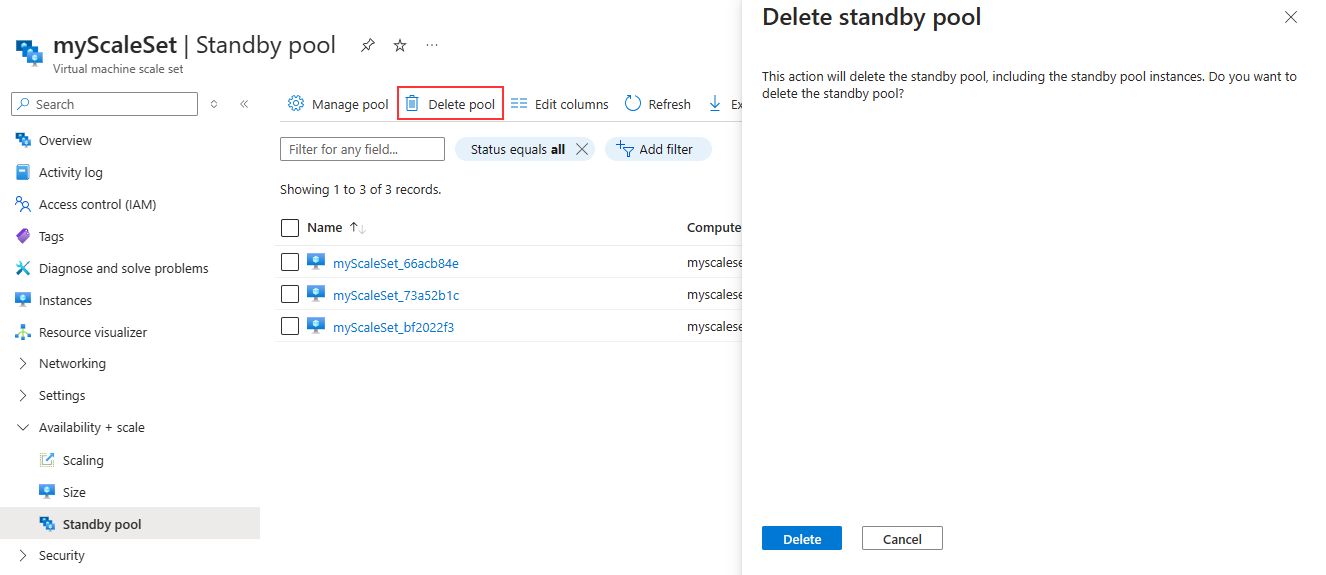 myScaleSet | Standby pool
Virtual machine scale set
Search
Overview
Activity log
Access control (IAM)
Tags
Diagnose and solve problems
Instances
Resource visualizer
Networking
Settings
Availability + scale
Scaling
Size
Standby pool
Security
Manage pool
Delete pool
Edit columns
Refresh
Ex
Filter for any field...
Status equals all
Add filter
Showing 1 to 3 of 3 records.
Name
Compute
myScaleSet_66acb84e
myscalese
myScaleSet_73a52b1c
myscalese
myScaleSet_bf2022f3
myscalese
Delete standby pool
This action will delete the standby pool, including the standby pool instances. Do you want to
delete the standby pool?
Delete
Cancel